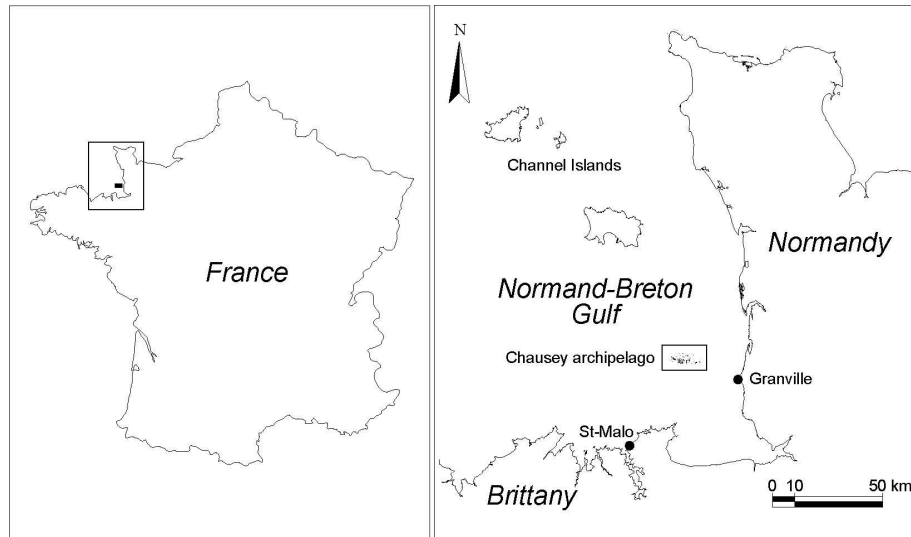 France
N
Channel Islands
Normandy
Normand-Breton
Gulf
Chausey archipelago
Granville
St-Malo
Brittany
0 10 50 km